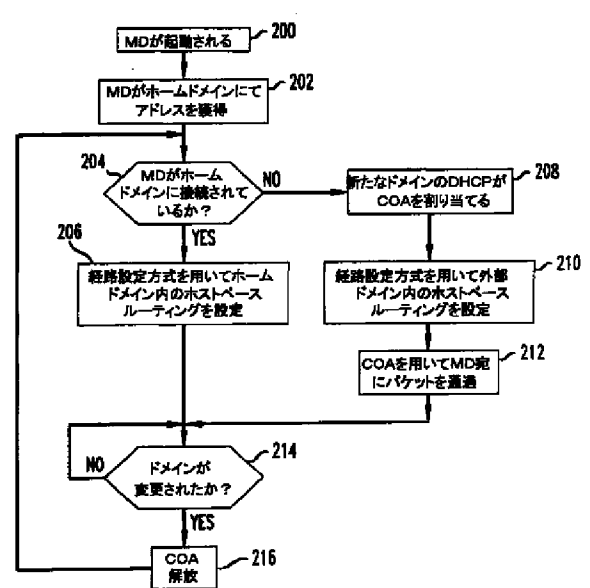 MDが起動される
200
MDがホームドメインにて
アドレスを獲得
202
204
MDがホーム
ドメインに接続されて
いるか?
NO
YES
新たなドメインのDHCPが
COAを割り当てる
208
206
経路設定方式を用いてホーム
ドメイン内のホストベース
ルーティングを設定
経路設定方式を用いて外部
ドメイン内のホストベース
ルーティングを設定
210
COAを用いてMD宛
にパケットを
212
NO
ドメインが
変更されたか?
214
YES
COA
解放
216